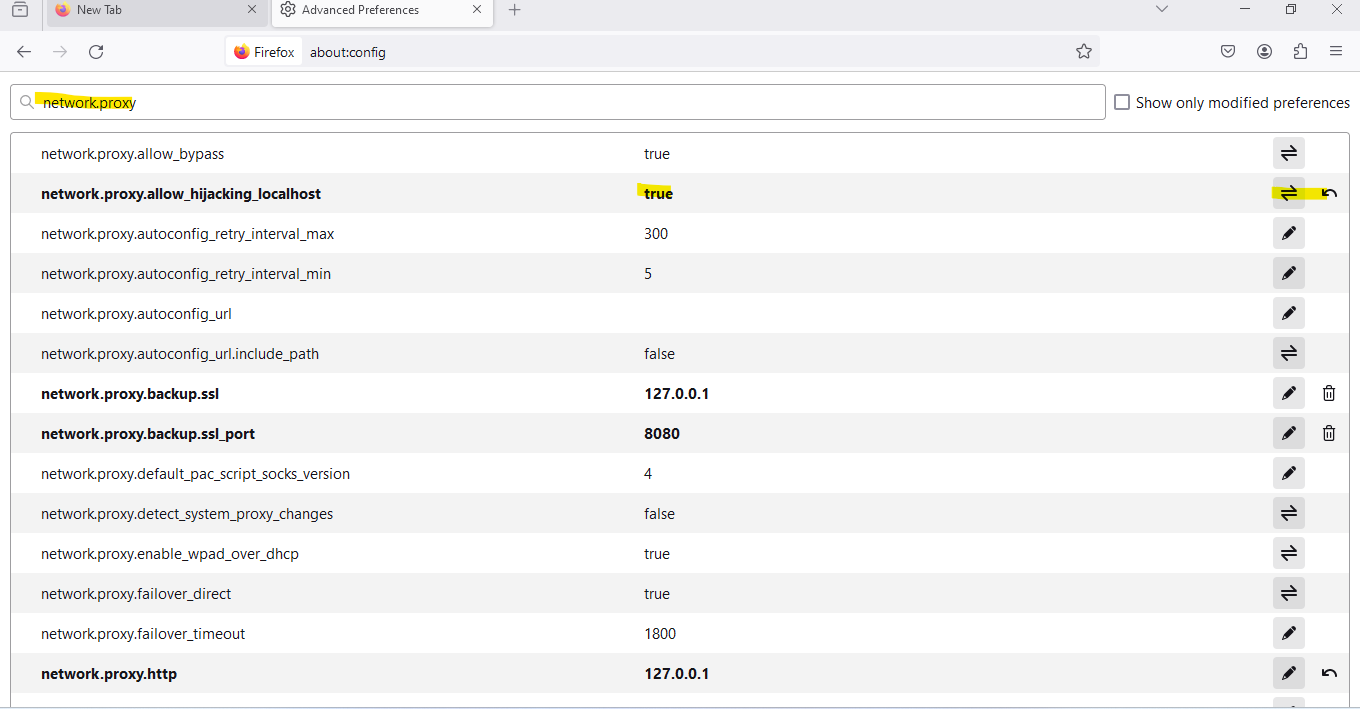 New Tab
Advanced Preferences
Firefox about:config
network.proxy
Show only modified preferences
network.proxy.allow_bypass true
network.proxy.allow_hijacking_localhost true
network.proxy.autoconfig_retry_interval_max 300
network.proxy.autoconfig_retry_interval_min 5
network.proxy.autoconfig_url
network.proxy.autoconfig_url.include_path false
network.proxy.backup.ssl 127.0.0.1
network.proxy.backup.ssl_port 8080
network.proxy.default_pac_script_socks_version 4
network.proxy.detect_system_proxy_changes false
network.proxy.enable_wpad_over_dhcp true
network.proxy.failover_direct true
network.proxy.failover_timeout 1800
network.proxy.http 127.0.0.1